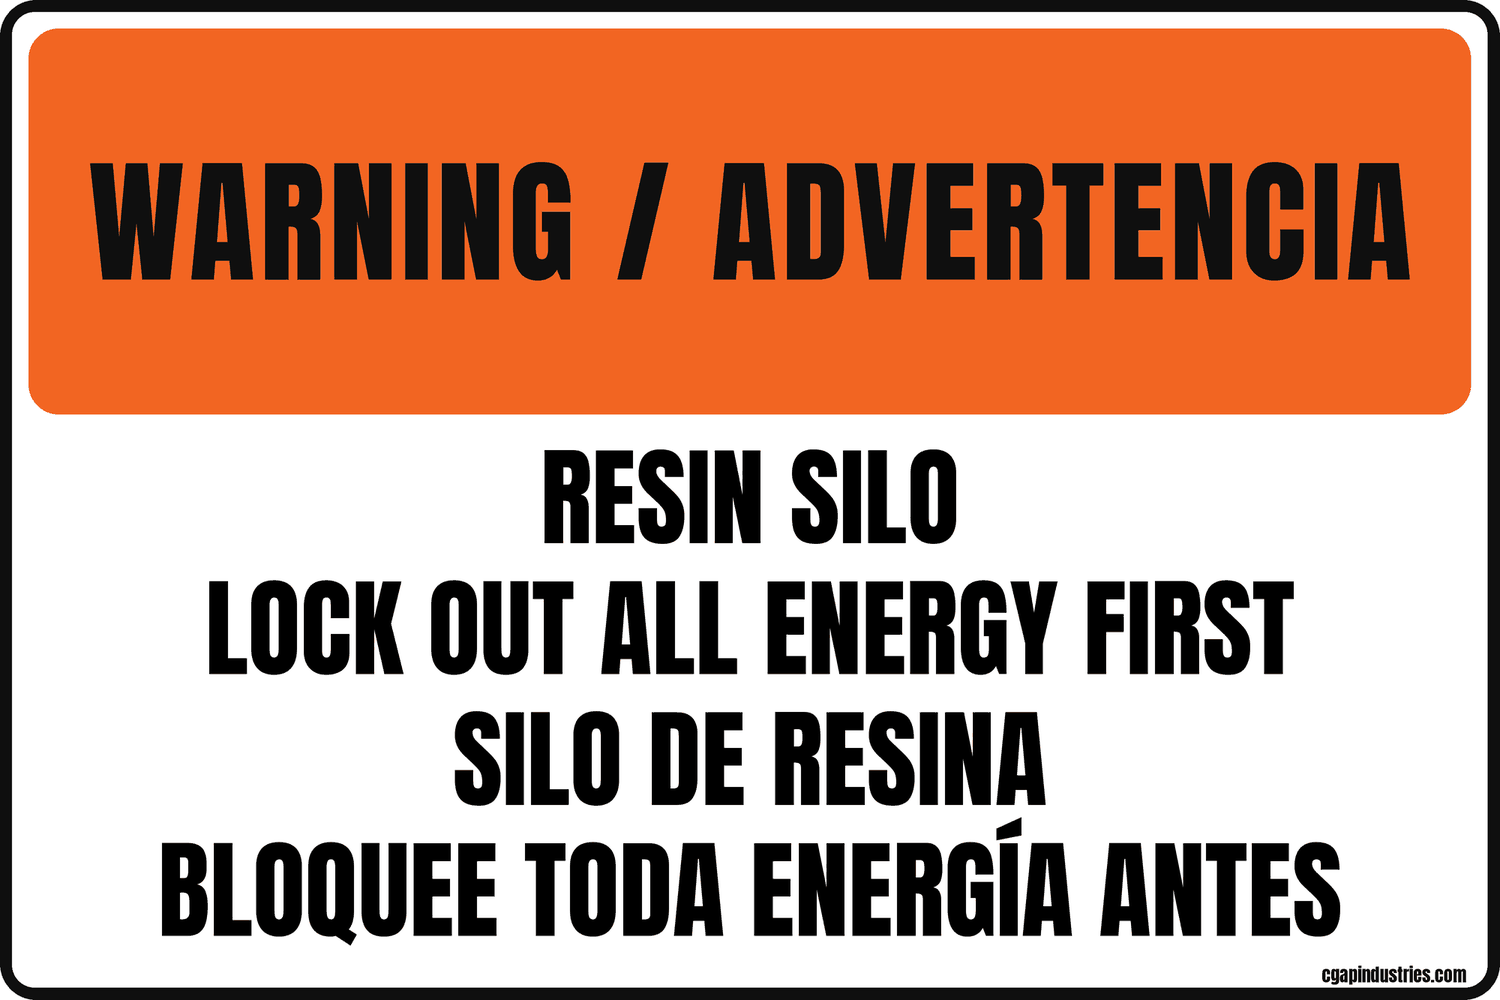 WARNING / ADVERTENCIA
RESIN SILO
LOCK OUT ALL ENERGY FIRST
SILO DE RESINA
BLOQUEE TODA ENERGÍA ANTES
cgapindustries.com